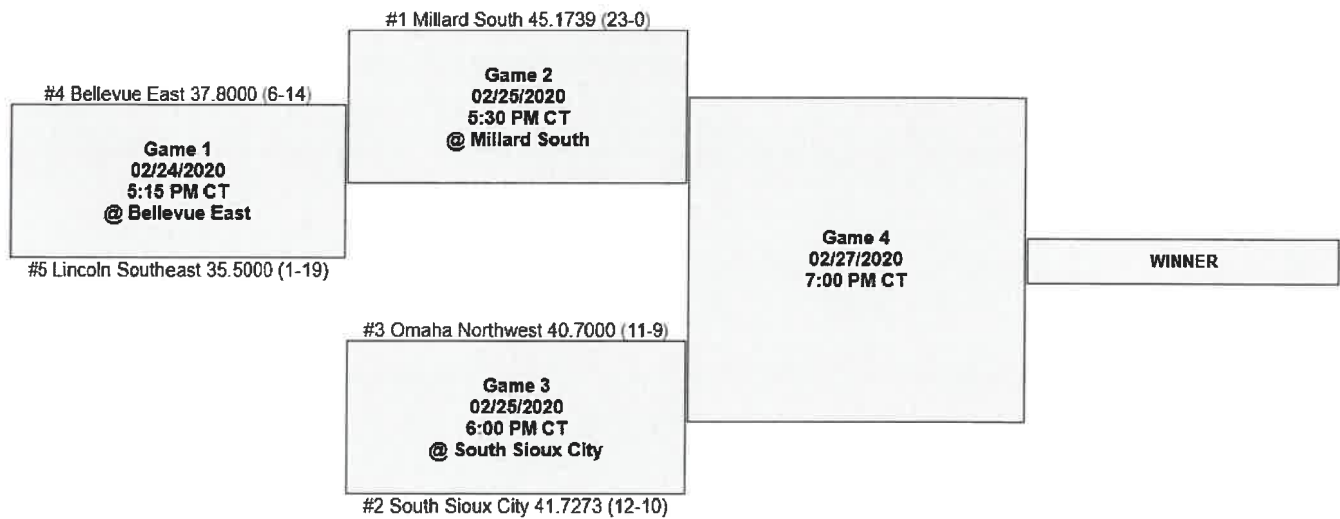 #1 Millard South 45.1739 (23-0)
Game 2
02/25/2020
5:30 PM CT
@ Millard South
#4 Bellevue East 37.8000 (6-14)
Game 1
02/24/2020
5:15 PM CT
@ Bellevue East
#5 Lincoln Southeast 35.5000 (1-19)
Game 4
02/27/2020
7:00 PM CT
WINNER
#3 Omaha Northwest 40.7000 (11-9)
Game 3
02/25/2020
6:00 PM CT
@ South Sioux City
#2 South Sioux City 41.7273 (12-10)